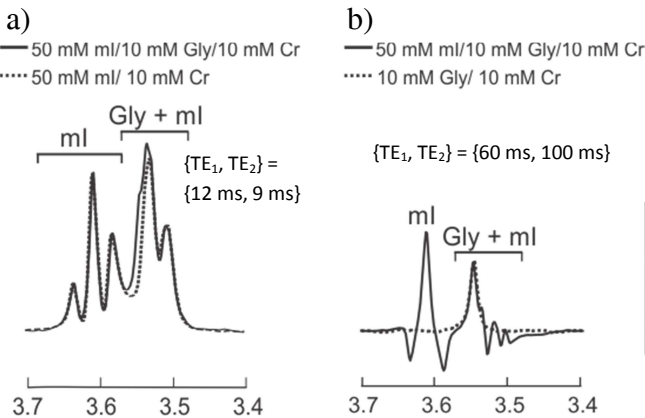 a)
50 mM mI/10 mM Gly/10 mM Cr
50 mM mI/ 10 mM Cr
Gly + mI
mI
{TE₁, TE₂} =
{12 ms, 9 ms}
3.7 3.6 3.5 3.4
b)
50 mM mI/10 mM Gly/10 mM Cr
10 mM Gly/ 10 mM Cr
{TE₁, TE₂} = {60 ms, 100 ms}
mI
Gly + mI
3.7 3.6 3.5 3.4